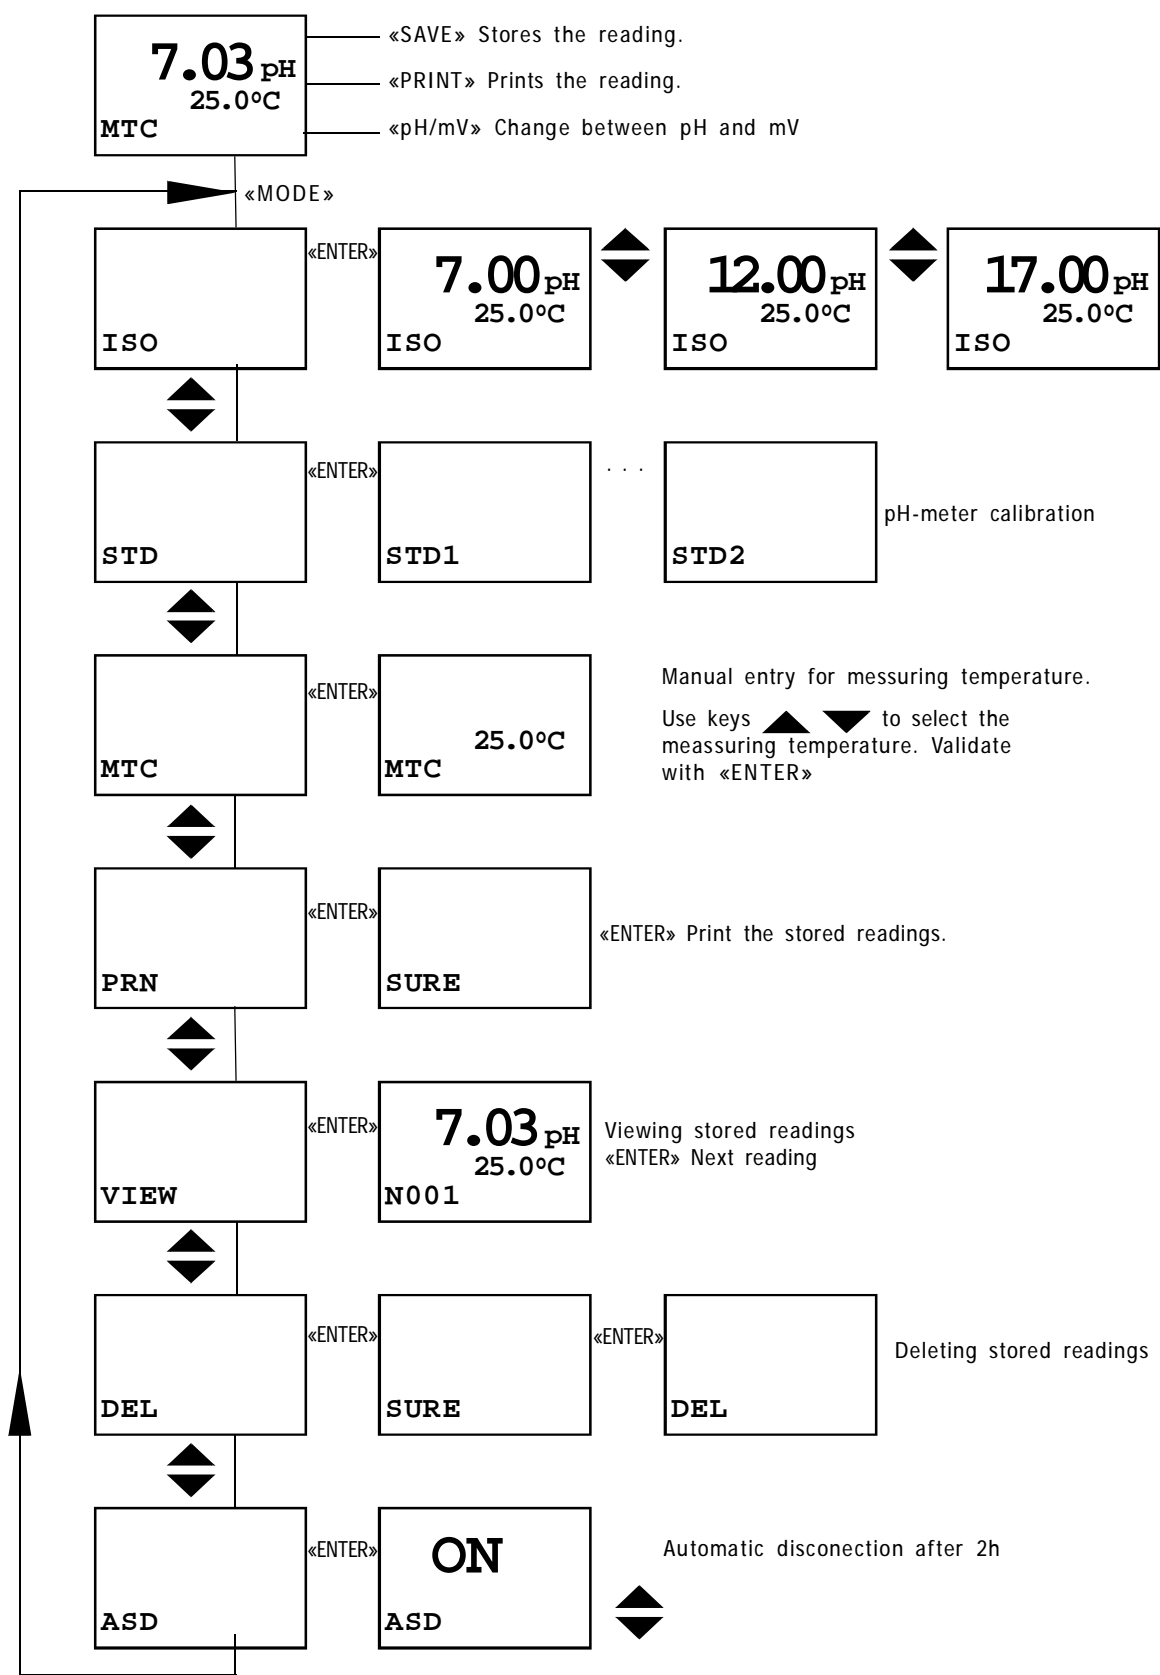 7.03 pH
25.0ºC
MTC
«SAVE» Stores the reading.
«PRINT» Prints the reading.
«pH/mV» Change between pH and mV
«MODE»
ISO
«ENTER»
7.00 pH
25.0ºC
ISO
12.00 pH
25.0ºC
ISO
17.00 pH
25.0ºC
ISO
STD
«ENTER»
STD1
. . .
STD2
pH-meter calibration
MTC
«ENTER»
25.0ºC
MTC
Manual entry for messuring temperature.
Use keys to select the
meassuring temperature. Validate
with «ENTER»
PRN
«ENTER»
SURE
«ENTER» Print the stored readings.
VIEW
«ENTER»
7.03 pH
25.0ºC
N001
Viewing stored readings
«ENTER» Next reading
DEL
«ENTER»
SURE
«ENTER»
DEL
Deleting stored readings
ASD
«ENTER»
ON
ASD
Automatic disconection after 2h